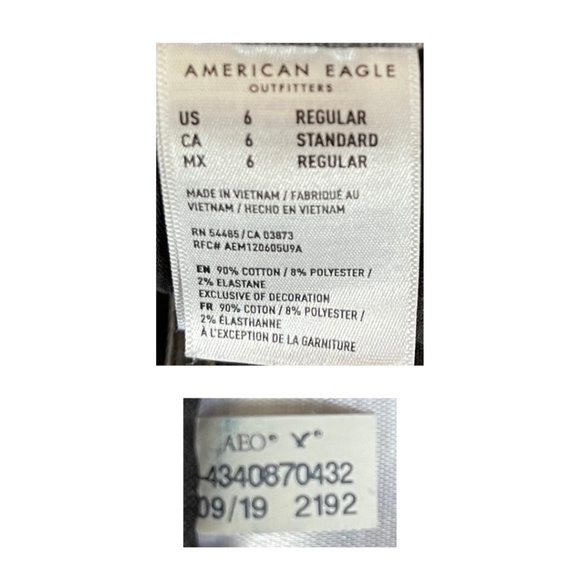 AMERICAN EAGLE
OUTFITTERS
US 6 REGULAR
CA 6 STANDARD
MX 6 REGULAR
MADE IN VIETNAM / FABRIQUÉ AU
VIETNAM / HECHO EN VIETNAM
RN 54485 / CA 03873
RFC# AEM120605U9A
EN 90% COTTON / 8% POLYESTER /
2% ELASTANE
EXCLUSIVE OF DECORATION
FR 90% COTON / 8% POLYESTER /
2% ÉLASTHANNE
À L'EXCEPTION DE LA GARNITURE
AEO®
-4340870432
09/19 2192